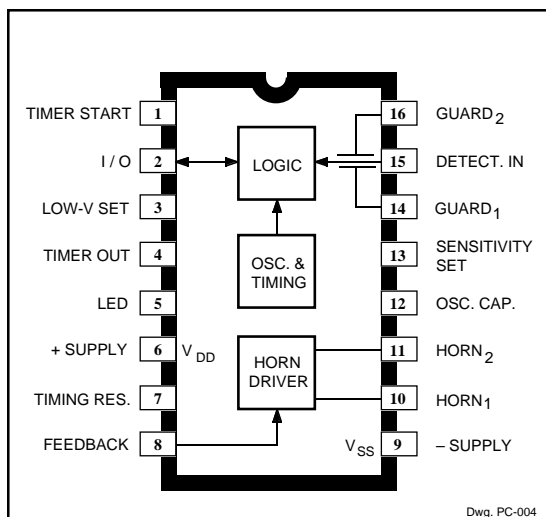 TIMER START 1
I / O 2
LOW-V SET 3
TIMER OUT 4
LED 5
+ SUPPLY 6 VDD
TIMING RES. 7
FEEDBACK 8
LOGIC
OSC. &
TIMING
HORN
DRIVER
16 GUARD2
15 DETECT. IN
14 GUARD1
13 SENSITIVITY
SET
12 OSC. CAP.
11 HORN2
10 HORN1
VSS 9 – SUPPLY
Dwg. PC-004